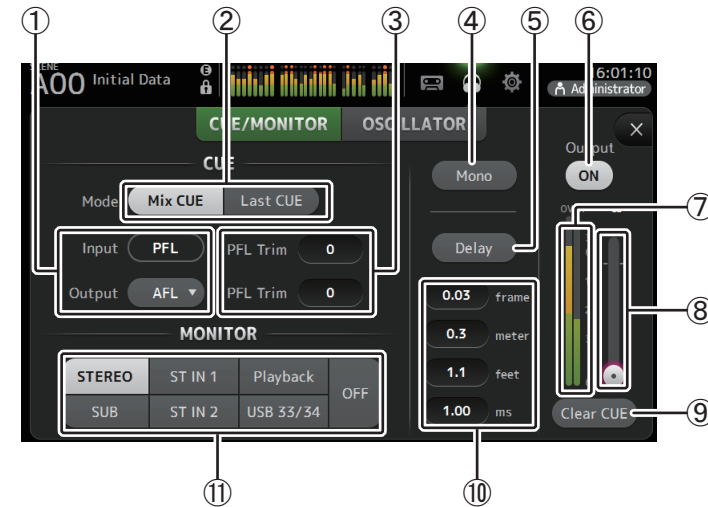 ① ② ③ ④ ⑤ ⑥
SCENE
A00 Initial Data
E
16:01:10
Administrator
CUE/MONITOR OSCILLATOR
CUE
Mode Mix CUE Last CUE
Input PFL PFL Trim 0
Output AFL ▼ PFL Trim 0
MONITOR
STEREO ST IN 1 Playback OFF
SUB ST IN 2 USB 33/34
Mono
Delay
0.03 frame
0.3 meter
1.1 feet
1.00 ms
Output
ON
Clear CUE
⑦
⑧
⑨
⑪ ⑩